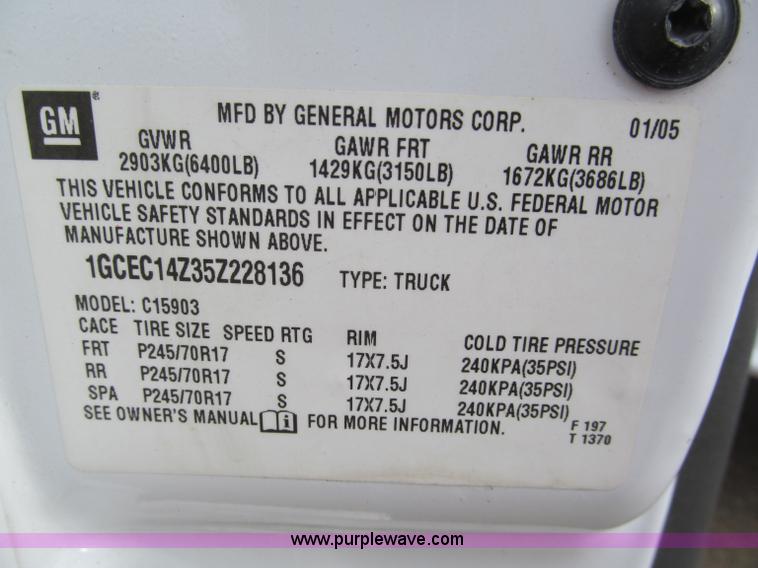 GM®
MFD BY GENERAL MOTORS CORP. 01/05
GVWR GAWR FRT GAWR RR
2903KG(6400LB) 1429KG(3150LB) 1672KG(3686LB)
THIS VEHICLE CONFORMS TO ALL APPLICABLE U.S. FEDERAL MOTOR
VEHICLE SAFETY STANDARDS IN EFFECT ON THE DATE OF
MANUFACTURE SHOWN ABOVE.
1GCEC14Z35Z228136 TYPE: TRUCK
MODEL: C15903
CACE TIRE SIZE SPEED RTG RIM COLD TIRE PRESSURE
FRT P245/70R17 S 17X7.5J 240KPA(35PSI)
RR P245/70R17 S 17X7.5J 240KPA(35PSI)
SPA P245/70R17 S 17X7.5J 240KPA(35PSI)
SEE OWNER'S MANUAL i FOR MORE INFORMATION.
F 197
T 1370
www.purplewave.com